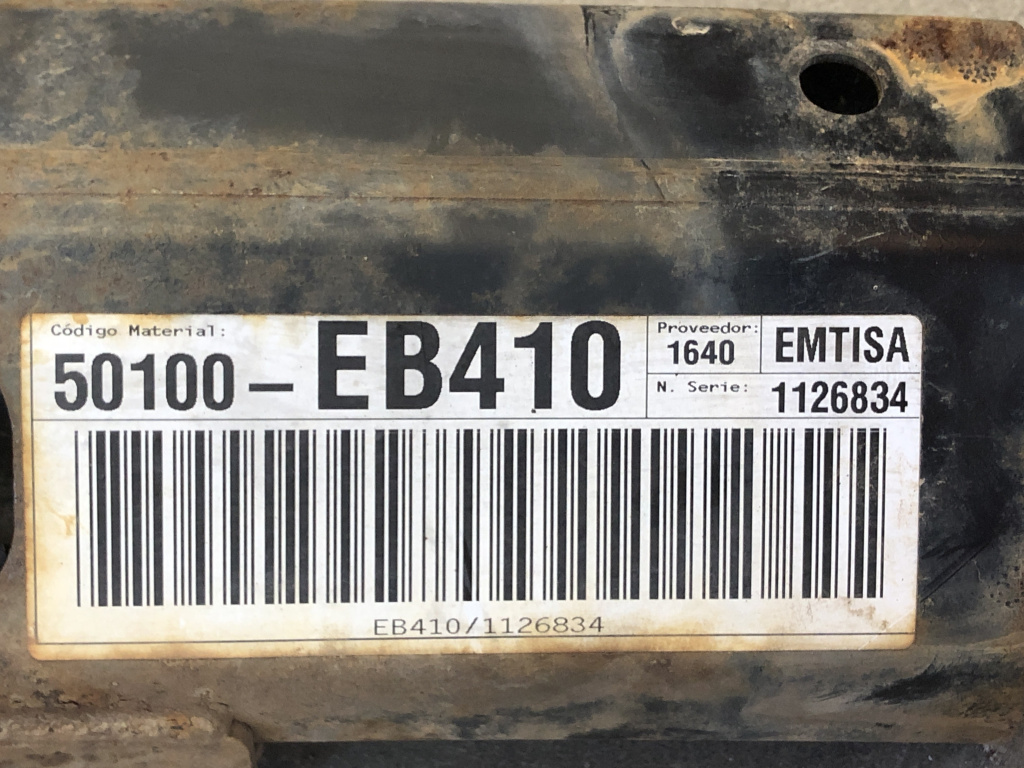 Código Material:
50100-EB410
Proveedor:
1640
EMTISA
N. Serie:
1126834
EB410/1126834